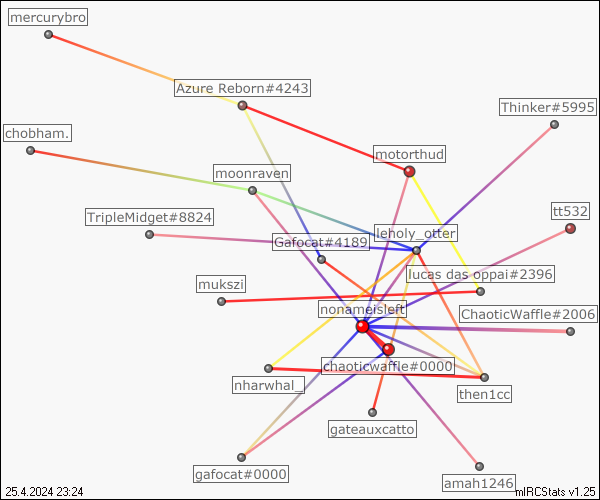 mercurybro
Azure Reborn#4243
Thinker#5995
chobham.
motorthud
moonraven
TripleMidget#8824
tt532
leholy_otter
Gafocat#4189
lucas das oppai#2396
mukszi
nonameisleft
ChaoticWaffle#2006
chaoticwaffle#0000
nharwhal_
then1cc
gateauxcatto
gafocat#0000
amah1246
25.4.2024 23:24
mIRCStats v1.25